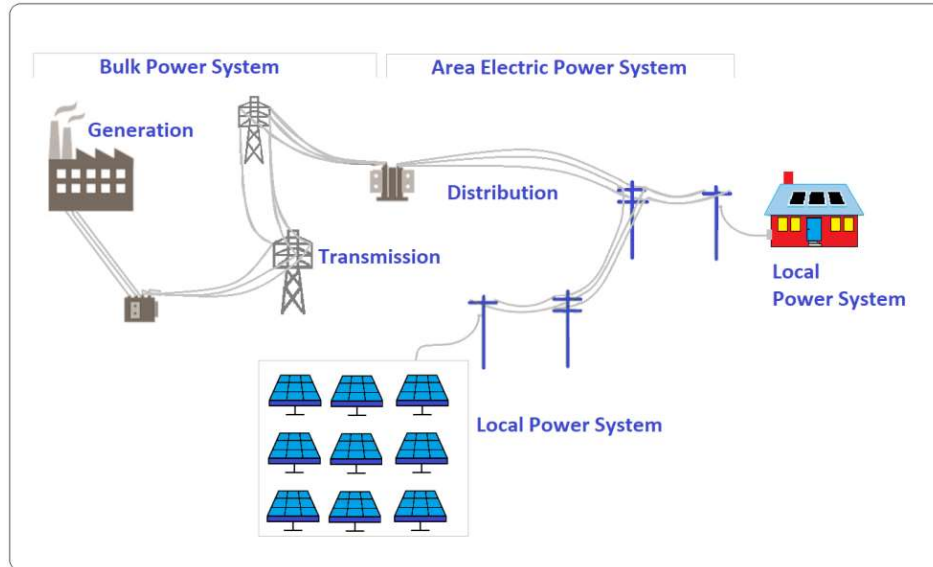 Bulk Power System
Area Electric Power System
Generation
Distribution
Transmission
Local
Power System
Local Power System